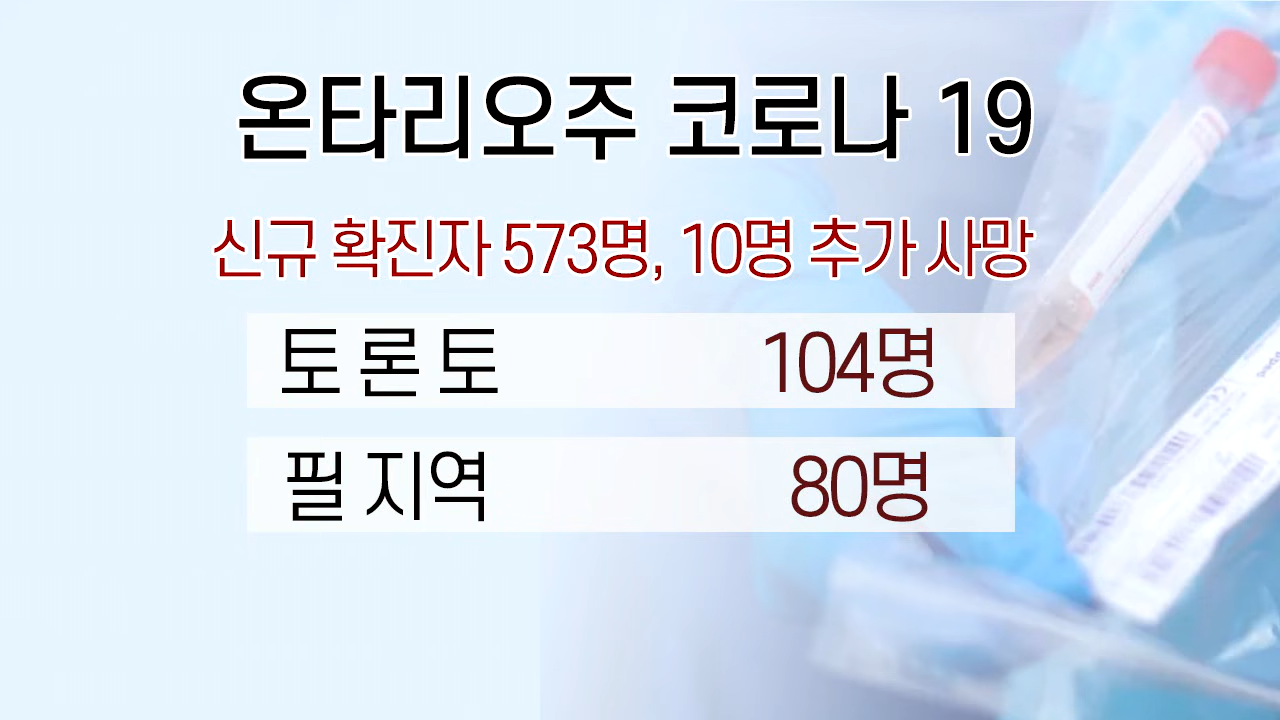 온타리오주 코로나 19
신규 확진자 573명, 10명 추가 사망
토론토 104명
필 지역 80명